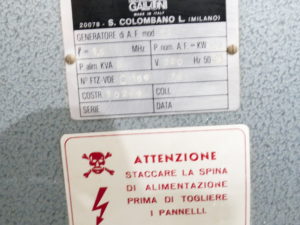 GALVANI
MADE IN ITALY
20078 - S. COLOMBANO L. (MILANO)
GENERATORE di A.F. mod.
MHz P nom. A.F - KW
P alim. KVA V. Hz 50
N° FTZ-VDE
COSTR. COLL.
SERIE DATA
ATTENZIONE
STACCARE LA SPINA
DI ALIMENTAZIONE
PRIMA DI TOGLIERE
I PANNELLI.